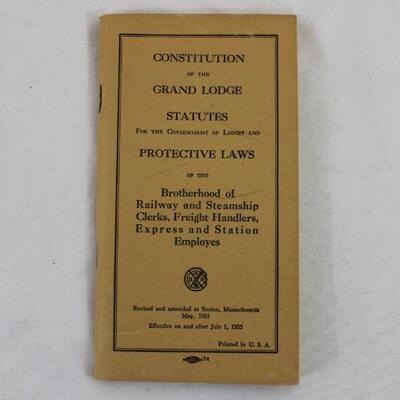 CONSTITUTION
OF THE
GRAND LODGE
STATUTES
FOR THE GOVERNMENT OF LODGES AND
PROTECTIVE LAWS
OF THE
Brotherhood of
Railway and Steamship
Clerks, Freight Handlers,
Express and Station
Employes
Revised and amended at Boston, Massachusetts
May, 1955
Effective on and after July 1, 1955
Printed in U. S. A.
74